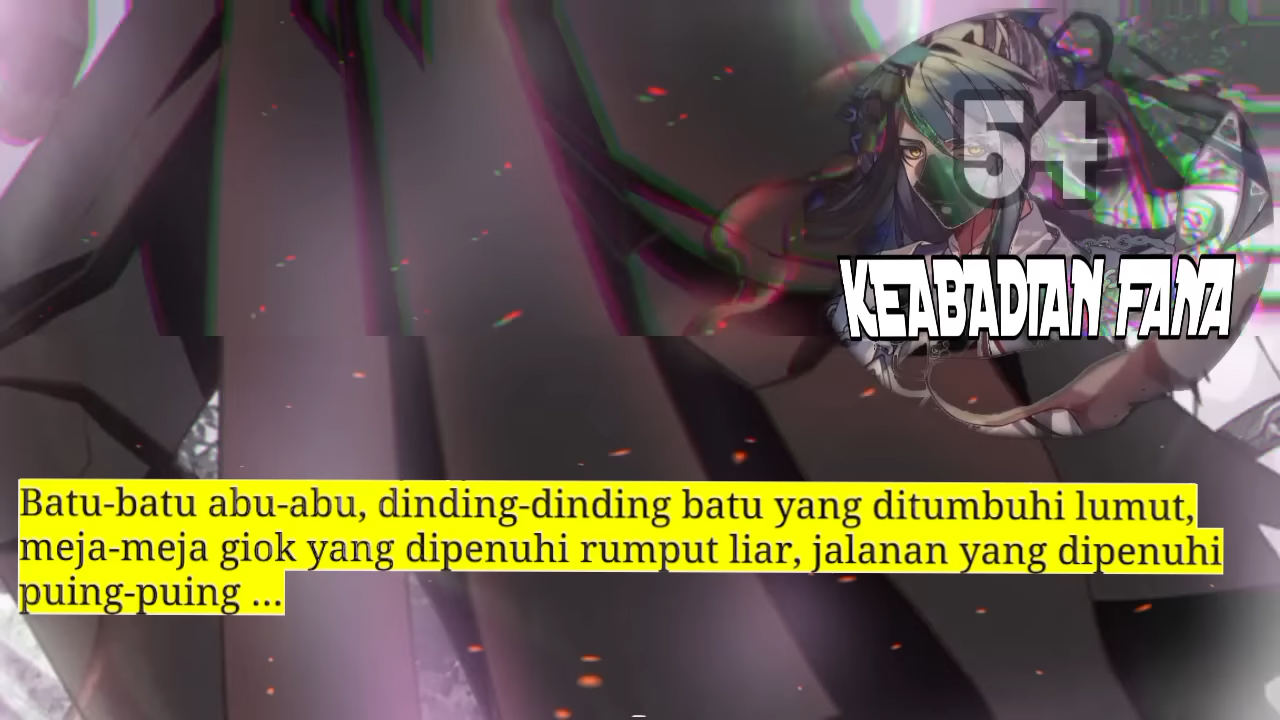 54
KEABADIAN FANA
Batu-batu abu-abu, dinding-dinding batu yang ditumbuhi lumut,
meja-meja giok yang dipenuhi rumput liar, jalanan yang dipenuhi
puing-puing ...